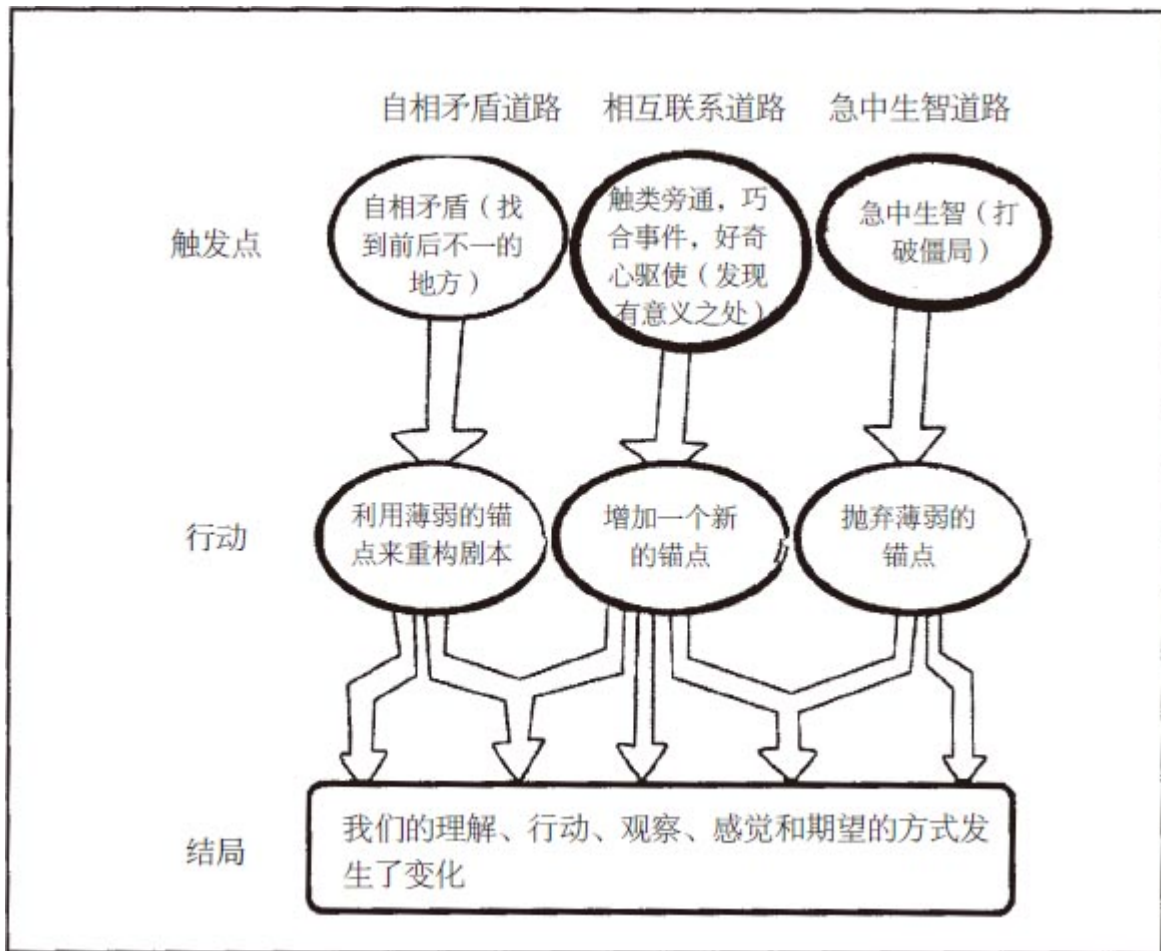 自相矛盾道路
相互联系道路
急中生智道路
触发点
自相矛盾（找
到前后不一的
地方）
触类旁通，巧
合事件，好奇
心驱使（发现
有意义之处）
急中生智（打
破僵局）
行动
利用薄弱的锚
点来重构剧本
增加一个新
的锚点
抛弃薄弱的
锚点
结局
我们的理解、行动、观察、感觉和期望的方式发
生了变化